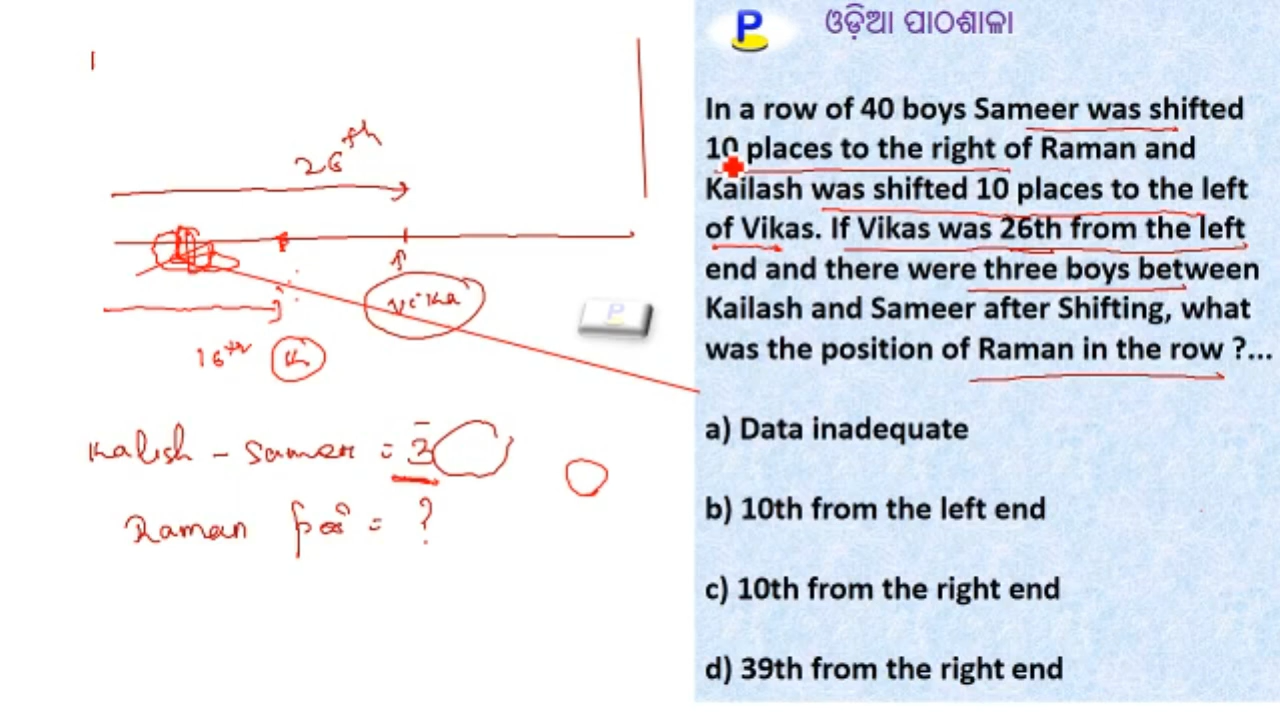 P ଓଡ଼ିଆ ପାଠଶାଳା
In a row of 40 boys Sameer was shifted
10 places to the right of Raman and
Kailash was shifted 10 places to the left
of Vikas. If Vikas was 26th from the left
end and there were three boys between
Kailash and Sameer after Shifting, what
was the position of Raman in the row ?...
a) Data inadequate
b) 10th from the left end
c) 10th from the right end
d) 39th from the right end
26th
Vika
P
16th K
Kalish - Sameer = 3
Raman pos = ?